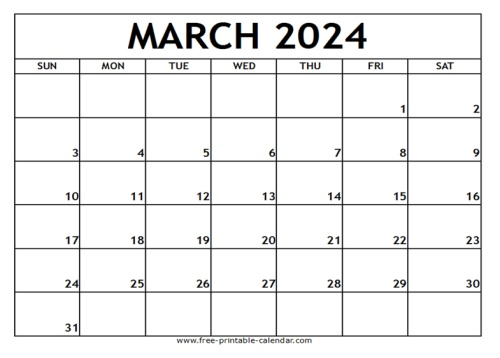 MARCH 2024
SUN MON TUE WED THU FRI SAT
1 2
3 4 5 6 7 8 9
10 11 12 13 14 15 16
17 18 19 20 21 22 23
24 25 26 27 28 29 30
31
www.free-printable-calendar.com